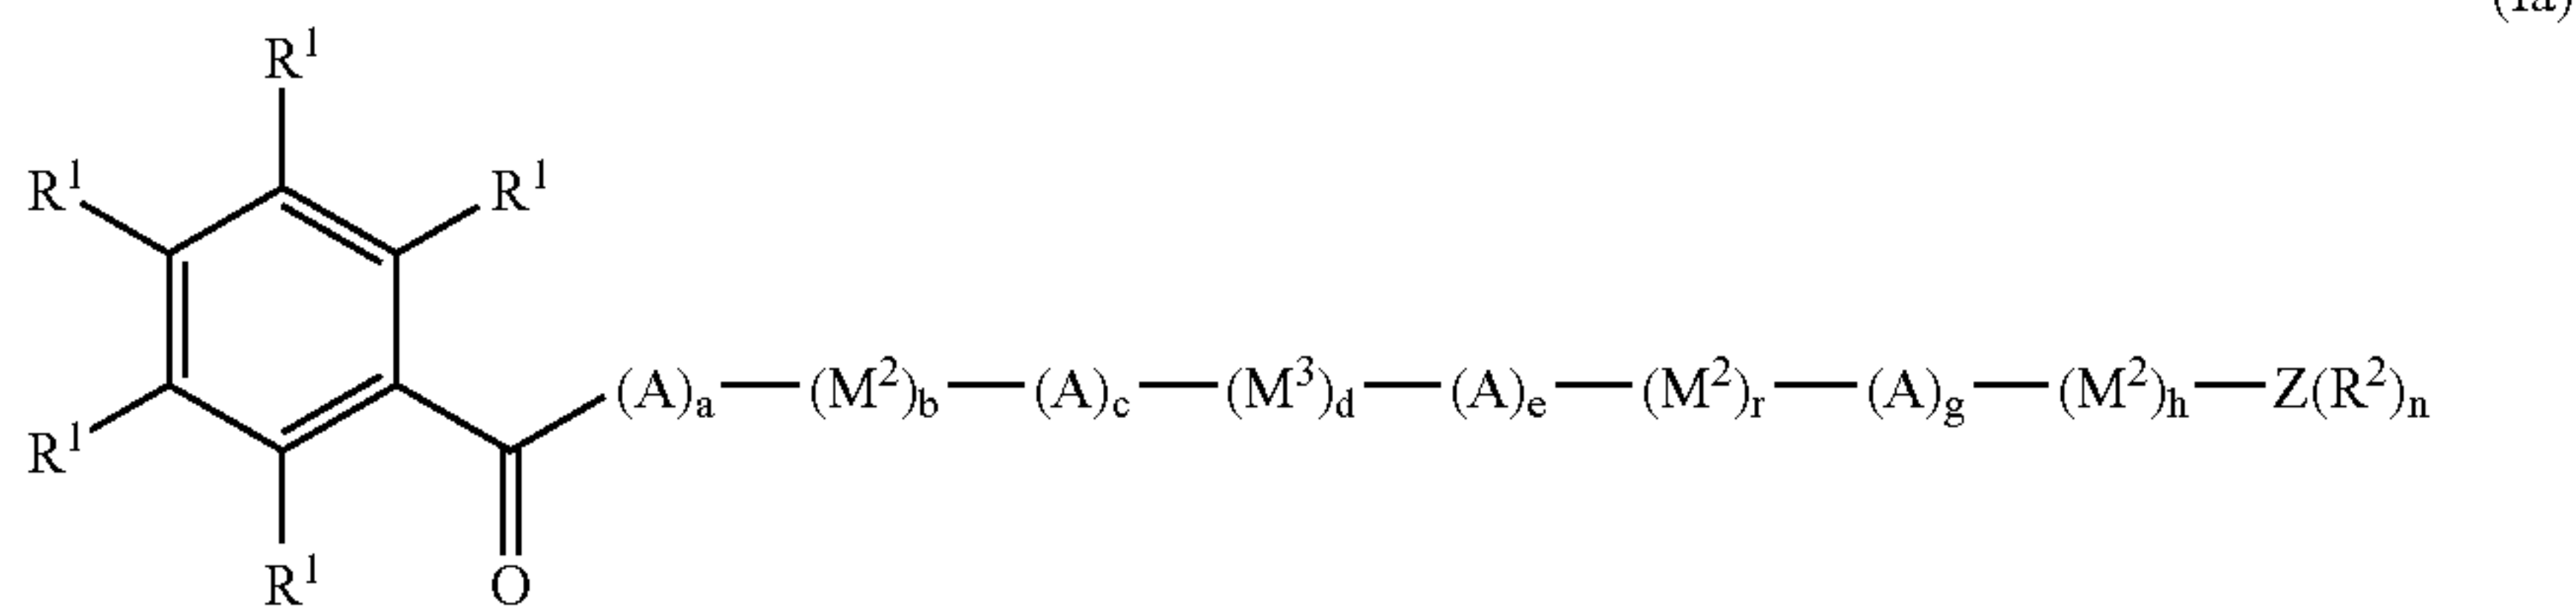 (Ia)
R¹
R¹ R¹
(A)ₐ—(M²)b—(A)c—(M³)d—(A)ₑ—(M²)ᵣ—(A)g—(M²)ₕ—Z(R²)ₙ
R¹
R¹ O